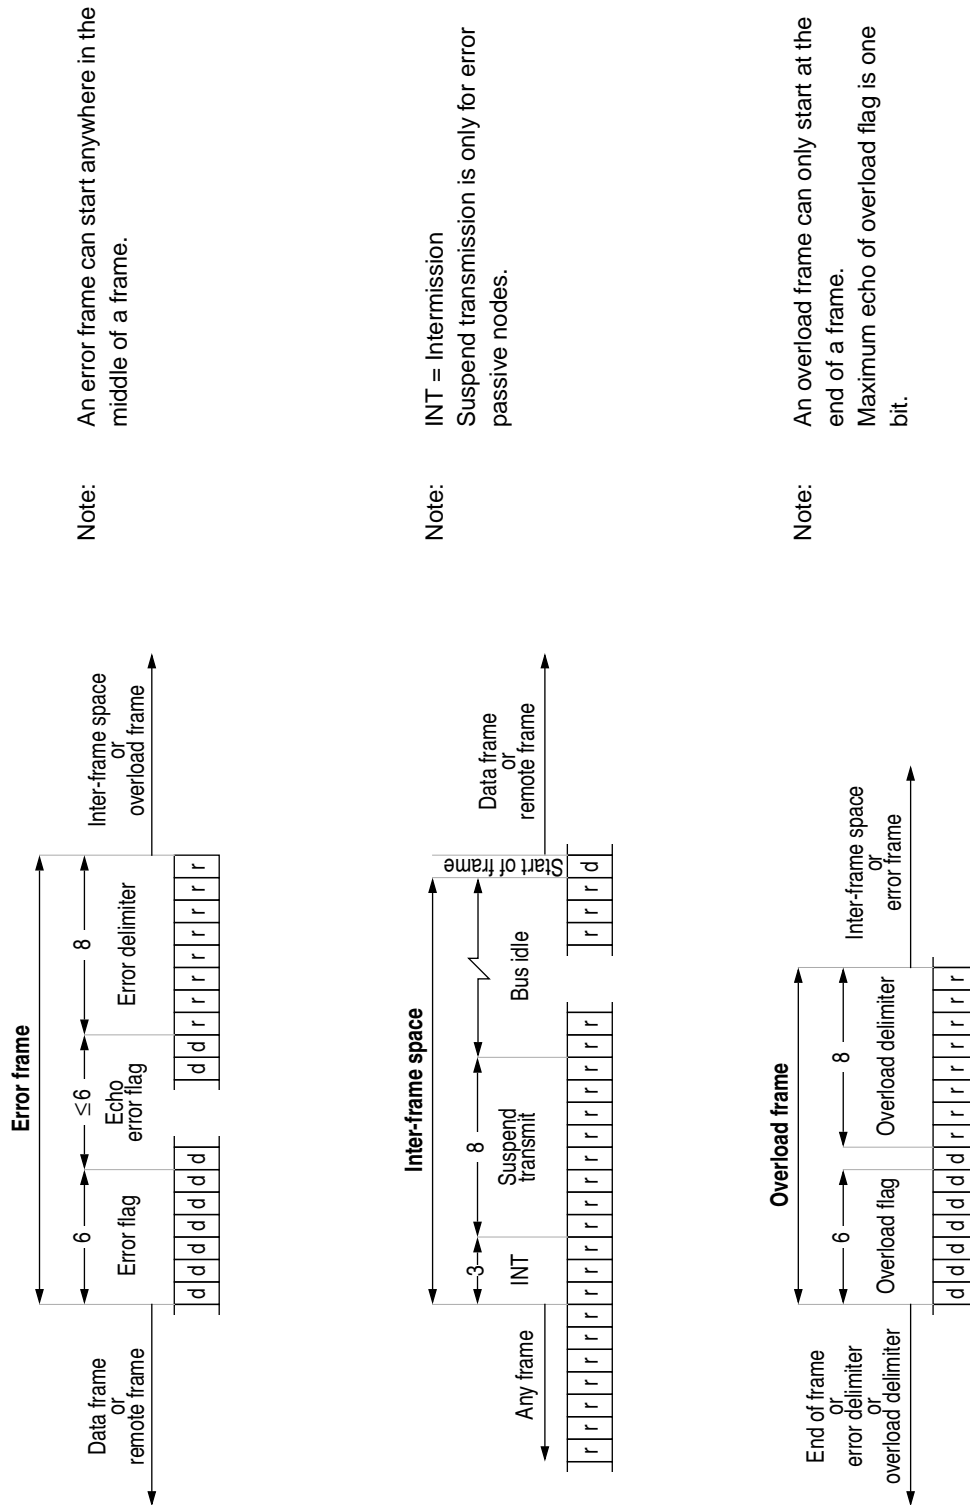 Error frame
6
≤6
8
Data frame
or
remote frame
Error flag
Echo
error flag
Error delimiter
Inter-frame space
or
overload frame
d d d d d d d d d r r r r r r r r
Note: An error frame can start anywhere in the
middle of a frame.
Inter-frame space
3
8
Any frame
INT
Suspend
transmit
Bus idle
Start of frame
Data frame
or
remote frame
r r r r r r r r r r r r r r r r r r r r r r r d
Note: INT = Intermission
Suspend transmission is only for error
passive nodes.
Overload frame
6
8
End of frame
or
error delimiter
or
overload delimiter
Overload flag
Overload delimiter
Inter-frame space
or
error frame
d d d d d d d r r r r r r r r
Note: An overload frame can only start at the
end of a frame.
Maximum echo of overload flag is one
bit.